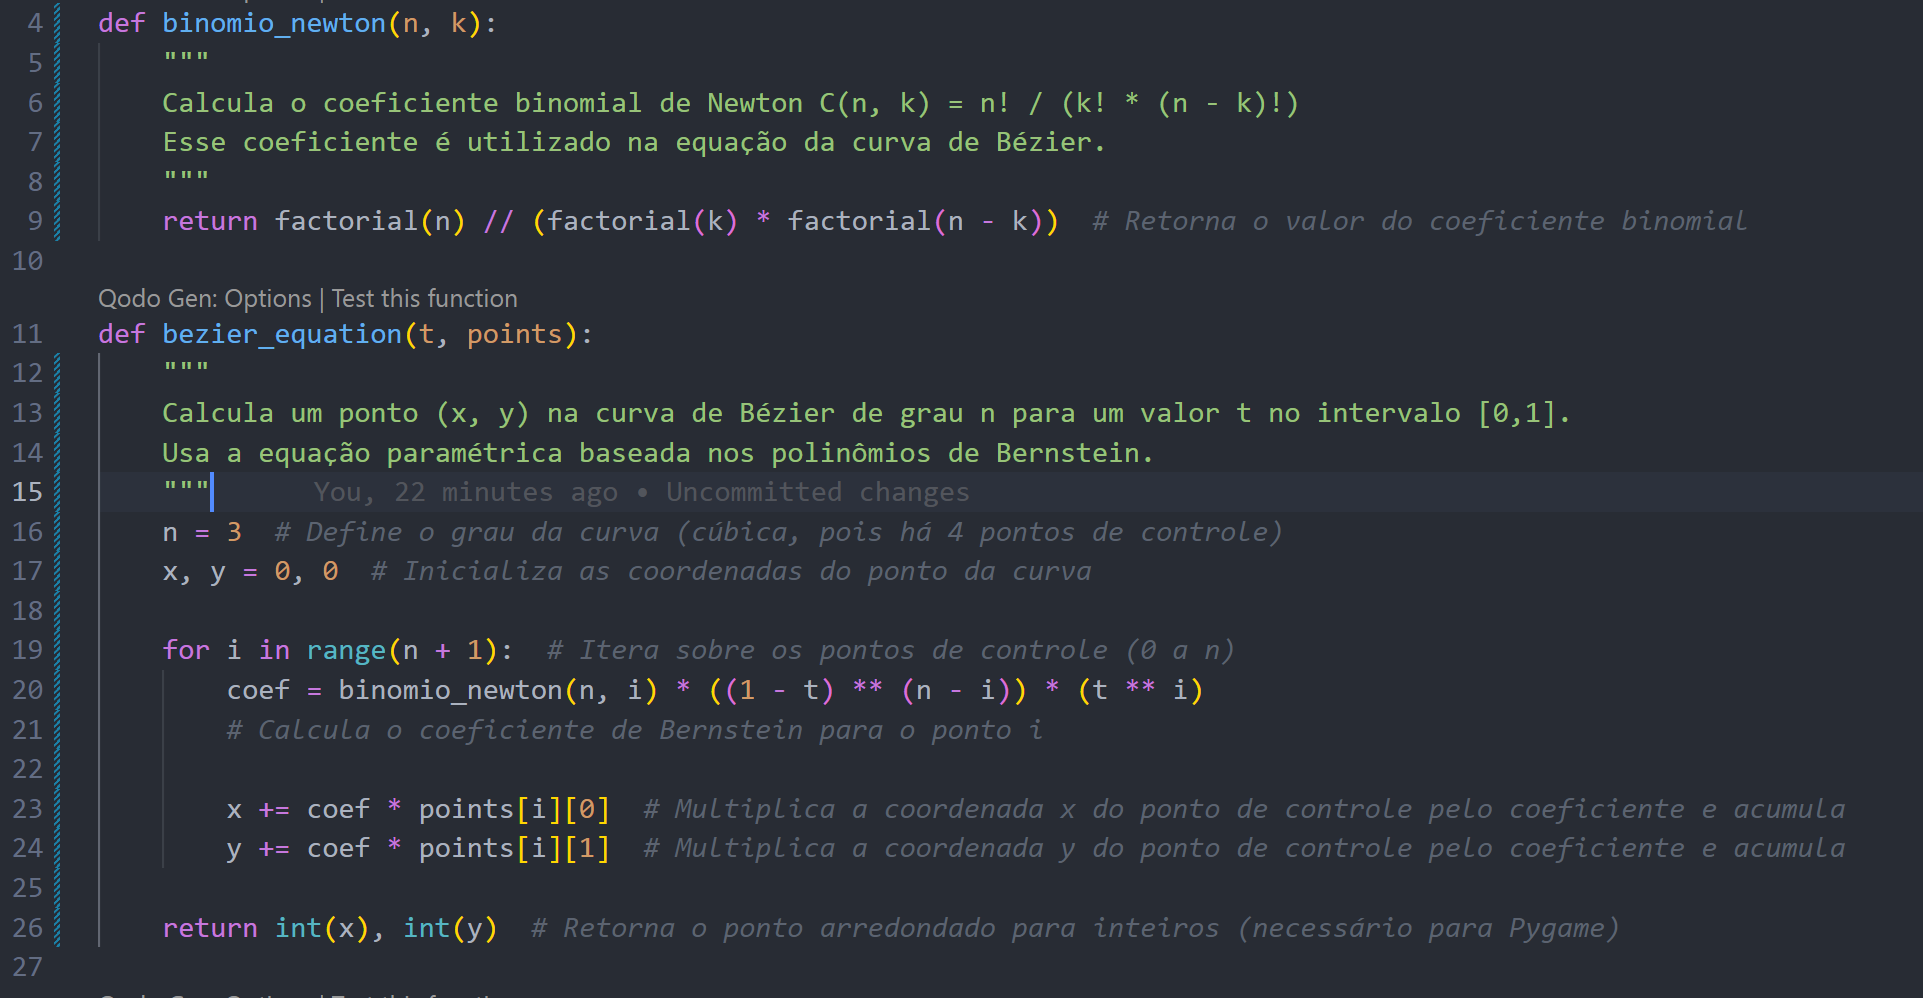 4 def binomio_newton(n, k):
5 """
6 Calcula o coeficiente binomial de Newton C(n, k) = n! / (k! * (n - k)!)
7 Esse coeficiente é utilizado na equação da curva de Bézier.
8 """
9 return factorial(n) // (factorial(k) * factorial(n - k))  # Retorna o valor do coeficiente binomial
10
Qodo Gen: Options | Test this function
11 def bezier_equation(t, points):
12 """
13 Calcula um ponto (x, y) na curva de Bézier de grau n para um valor t no intervalo [0,1].
14 Usa a equação paramétrica baseada nos polinômios de Bernstein.
15 """ You, 22 minutes ago • Uncommitted changes
16 n = 3  # Define o grau da curva (cúbica, pois há 4 pontos de controle)
17 x, y = 0, 0  # Inicializa as coordenadas do ponto da curva
18
19 for i in range(n + 1):  # Itera sobre os pontos de controle (0 a n)
20 coef = binomio_newton(n, i) * ((1 - t) ** (n - i)) * (t ** i)
21 # Calcula o coeficiente de Bernstein para o ponto i
22
23 x += coef * points[i][0]  # Multiplica a coordenada x do ponto de controle pelo coeficiente e acumula
24 y += coef * points[i][1]  # Multiplica a coordenada y do ponto de controle pelo coeficiente e acumula
25
26 return int(x), int(y)  # Retorna o ponto arredondado para inteiros (necessário para Pygame)
27